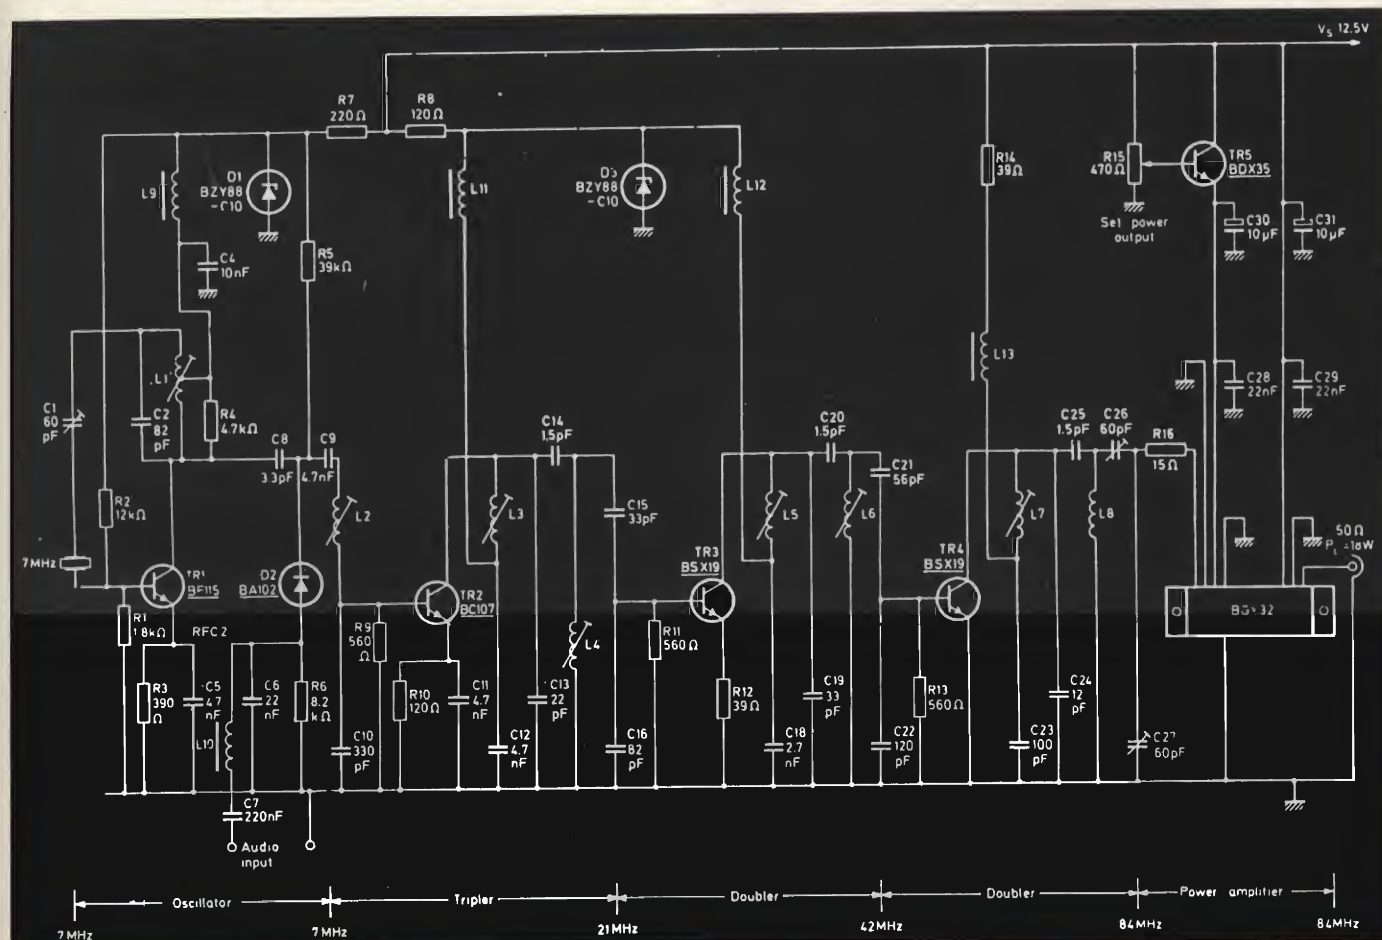 Vs 12.5V
R7
220Ω
R8
120Ω
L9
D1
BZY88
-C10
L11
D3
BZY88
-C10
L12
R14
39Ω
R15
470Ω
Set power
output
TR5
BDX35
C30
10µF
C31
10µF
R5
39kΩ
C4
10nF
L1
L13
C28
22nF
C29
22nF
C1
60
pF
C2
82
pF
R4
4.7kΩ
C8
3.3pF
C9
4.7nF
C14
1.5pF
C20
1.5pF
C21
56pF
C25
1.5pF
C26
60pF
R16
15Ω
R2
12kΩ
L2
L3
C15
33pF
L5
L6
L7
L8
7MHz
TR1
BF115
D2
BA102
TR2
BC107
TR3
BSX19
TR4
BSX19
50Ω
BGY32
R1
1.8kΩ
RFC2
R9
560
Ω
L4
R11
560Ω
R3
390
Ω
C5
4.7
nF
C6
22
nF
R6
8.2
kΩ
L10
R10
120Ω
C11
4.7
nF
C13
22
pF
R12
39Ω
C19
33
pF
R13
560Ω
C24
12
pF
C10
330
pF
C12
4.7
nF
C16
82
pF
C18
2.7
nF
C22
120
pF
C23
100
pF
C27
60pF
C7
220nF
Audio
input
Oscillator
Tripler
Doubler
Doubler
Power amplifier
7MHz
7MHz
21MHz
42MHz
84MHz
84MHz